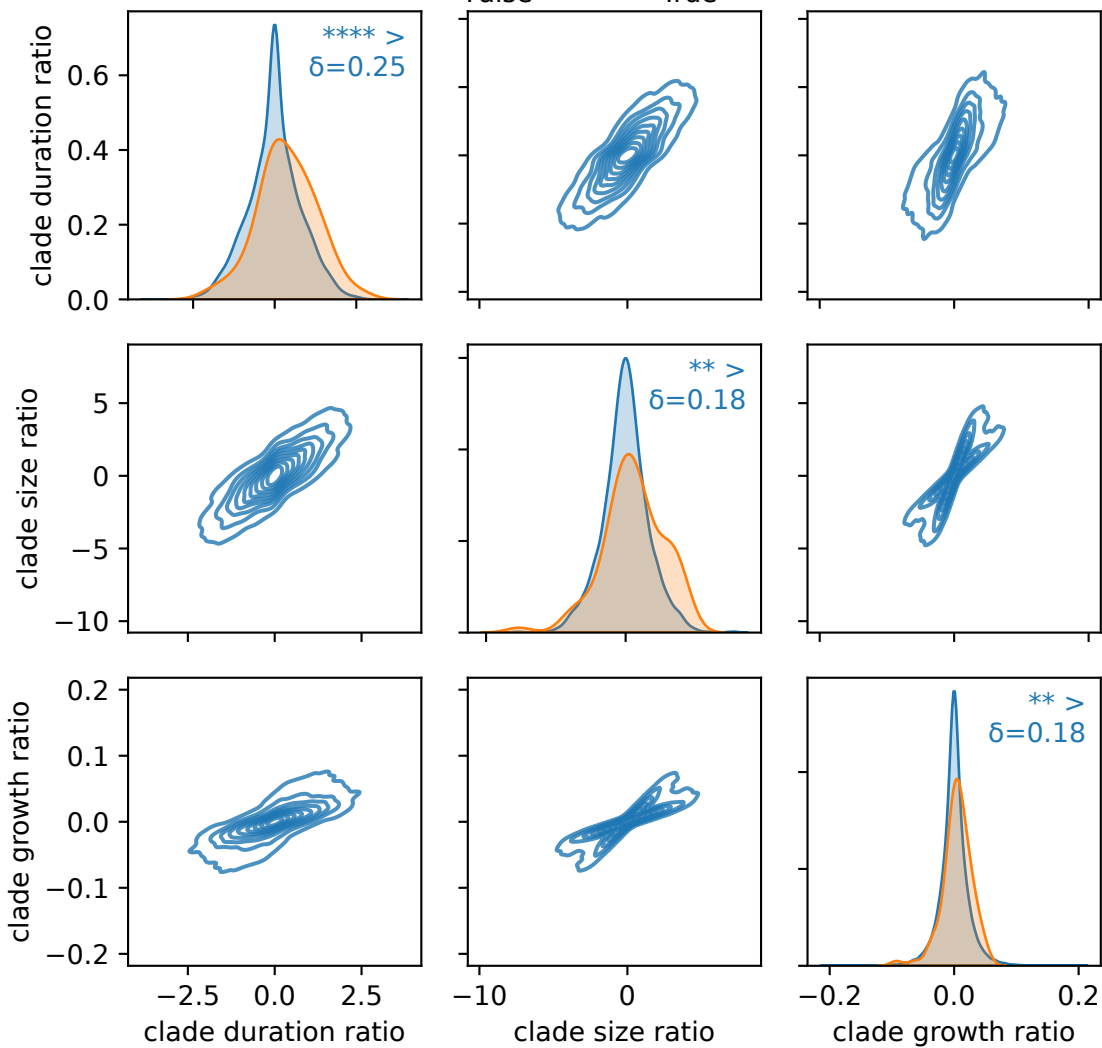 clade duration ratio
0.6
0.4
0.2
0.0
**** >
δ=0.25
clade size ratio
5
0
−5
−10
** >
δ=0.18
clade growth ratio
0.2
0.1
0.0
−0.1
−0.2
** >
δ=0.18
−2.5 0.0 2.5
−10 0
−0.2 0.0 0.2
clade duration ratio
clade size ratio
clade growth ratio